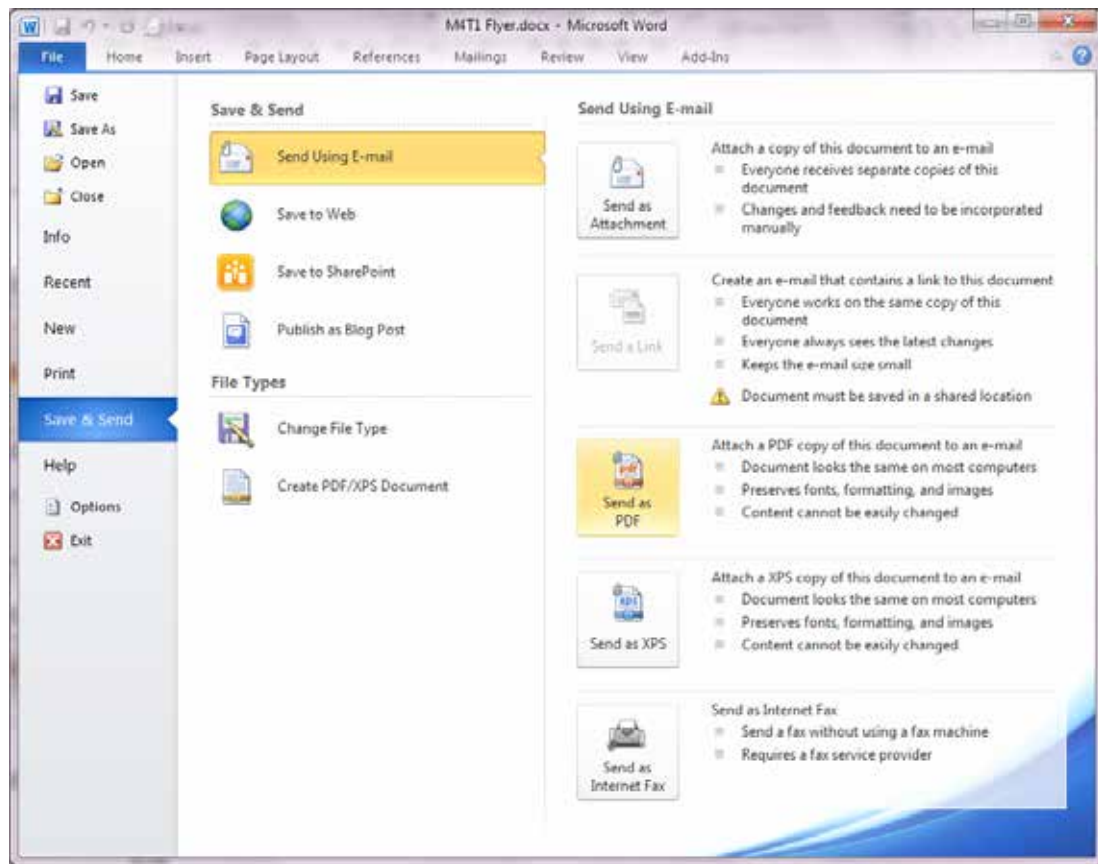 M4T1 Flyer.docx - Microsoft Word
File Home Insert Page Layout References Mailings Review View Add-Ins
Save
Save As
Open
Close
Info
Recent
New
Print
Save & Send
Help
Options
Exit
Save & Send
Send Using E-mail
Save to Web
Save to SharePoint
Publish as Blog Post
File Types
Change File Type
Create PDF/XPS Document
Send Using E-mail
Send as
Attachment
Attach a copy of this document to an e-mail
Everyone receives separate copies of this
document
Changes and feedback need to be incorporated
manually
Send a Link
Create an e-mail that contains a link to this document
Everyone works on the same copy of this
document
Everyone always sees the latest changes
Keeps the e-mail size small
Document must be saved in a shared location
Send as
PDF
Attach a PDF copy of this document to an e-mail
Document looks the same on most computers
Preserves fonts, formatting, and images
Content cannot be easily changed
Send as XPS
Attach a XPS copy of this document to an e-mail
Document looks the same on most computers
Preserves fonts, formatting, and images
Content cannot be easily changed
Send as
Internet Fax
Send as Internet Fax
Send a fax without using a fax machine
Requires a fax service provider